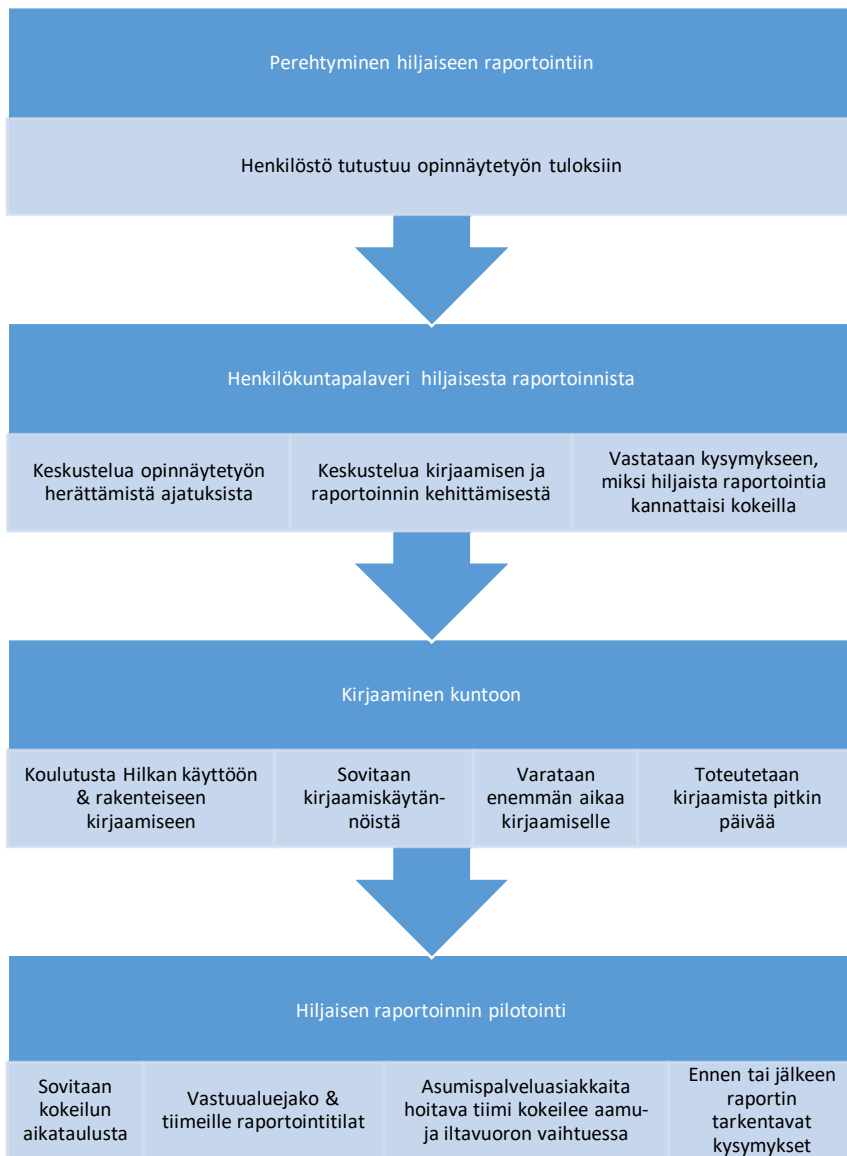 Perehtyminen hiljaiseen raportointiin
Henkilöstö tutustuu opinnäytetyön tuloksiin
Henkilökuntapalaveri hiljaisesta raportoinnista
Keskustelua opinnäytetyön
herättämistä ajatuksista
Keskustelua kirjaamisen ja
raportoinnin kehittämisestä
Vastataan kysymykseen,
miksi hiljaista raportointia
kannattaisi kokeilla
Kirjaaminen kuntoon
Koulutusta Hilkan käyttöön
& rakenteiseen
kirjaamiseen
Sovitaan
kirjaamiskäytän-
nöistä
Varataan
enemmän aikaa
kirjaamiselle
Toteutetaan
kirjaamista pitkin
päivää
Hiljaisen raportoinnin pilotointi
Sovitaan
kokeilun
aikataulusta
Vastuualuejako &
tiimeille raportointitilat
Asumispalveluasiakkaita
hoitava tiimi kokeilee aamu-
ja iltavuoron vaihtuessa
Ennen tai jälkeen
raportin
tarkentavat
kysymykset